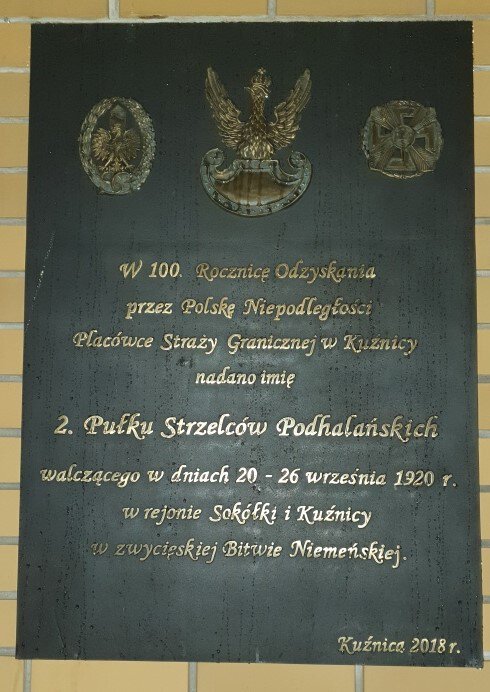 W 100. Rocznicę Odzyskania
przez Polskę Niepodległości
Placówce Straży Granicznej w Kuźnicy
nadano imię
2. Pułku Strzelców Podhalańskich
walczącego w dniach 20 - 26 września 1920 r.
w rejonie Sokółki i Kuźnicy
w zwycięskiej Bitwie Niemeńskiej.
Kuźnica 2018 r.